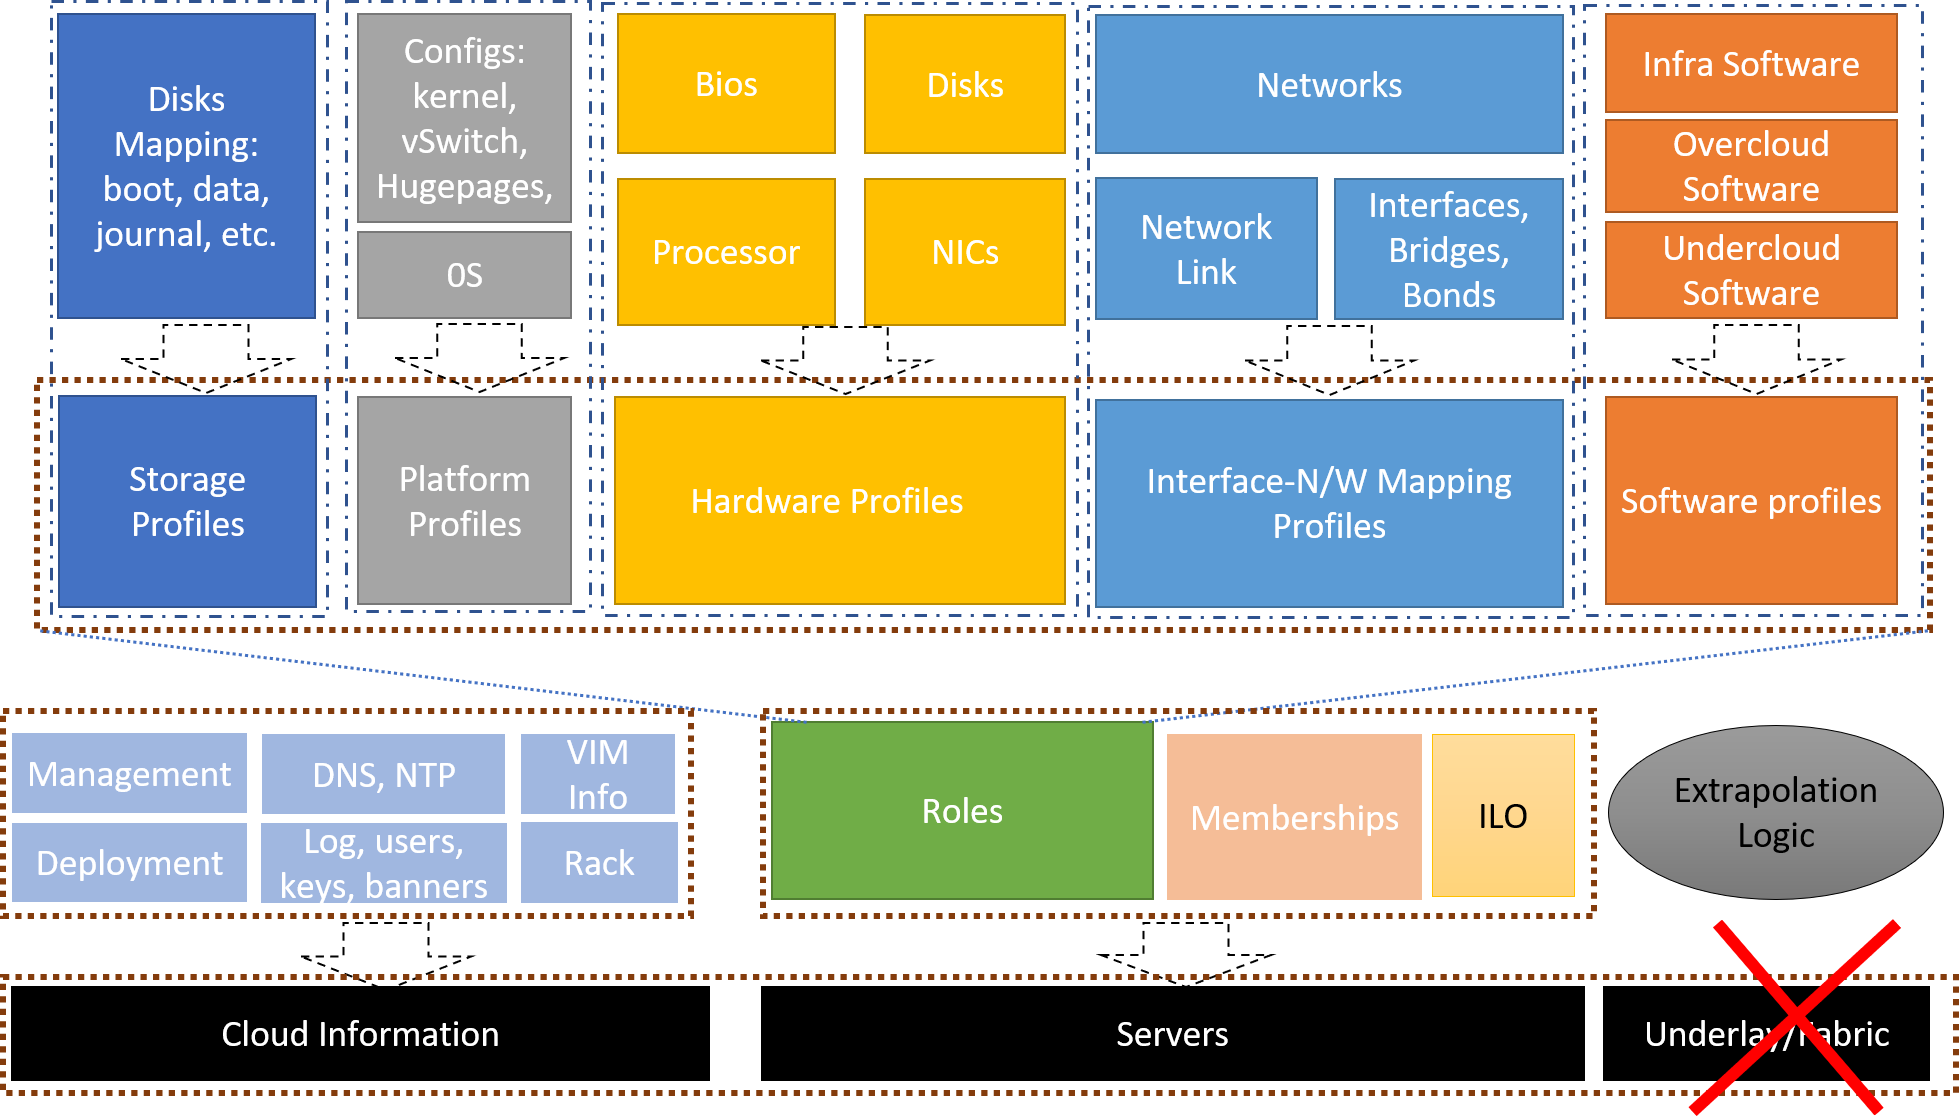 Disks
Mapping:
boot, data,
journal, etc.
Configs:
kernel,
vSwitch,
Hugepages,
0S
Bios
Disks
Processor
NICs
Networks
Network
Link
Interfaces,
Bridges,
Bonds
Infra Software
Overcloud
Software
Undercloud
Software
Storage
Profiles
Platform
Profiles
Hardware Profiles
Interface-N/W Mapping
Profiles
Software profiles
Management
DNS, NTP
VIM
Info
Deployment
Log, users,
keys, banners
Rack
Roles
Memberships
ILO
Extrapolation
Logic
Cloud Information
Servers
Underlay/Fabric